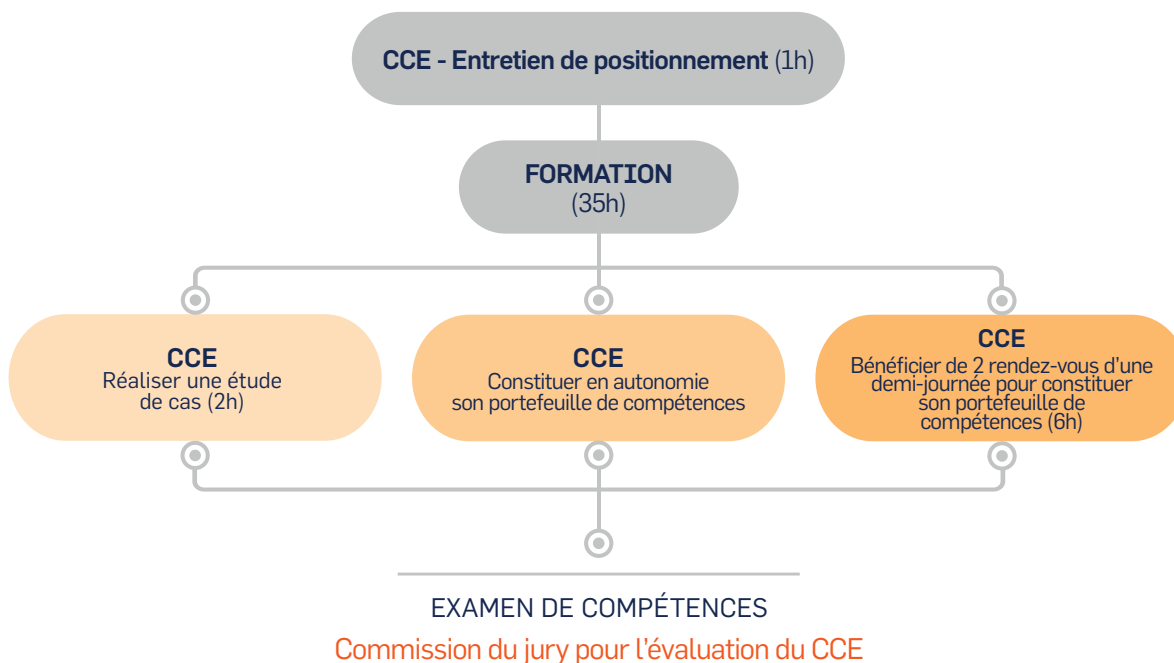 CCE - Entretien de positionnement (1h)
FORMATION
(35h)
CCE
Réaliser une étude
de cas (2h)
CCE
Constituer en autonomie
son portefeuille de compétences
CCE
Bénéficier de 2 rendez-vous d'une
demi-journée pour constituer
son portefeuille de
compétences (6h)
EXAMEN DE COMPÉTENCES
Commission du jury pour l'évaluation du CCE